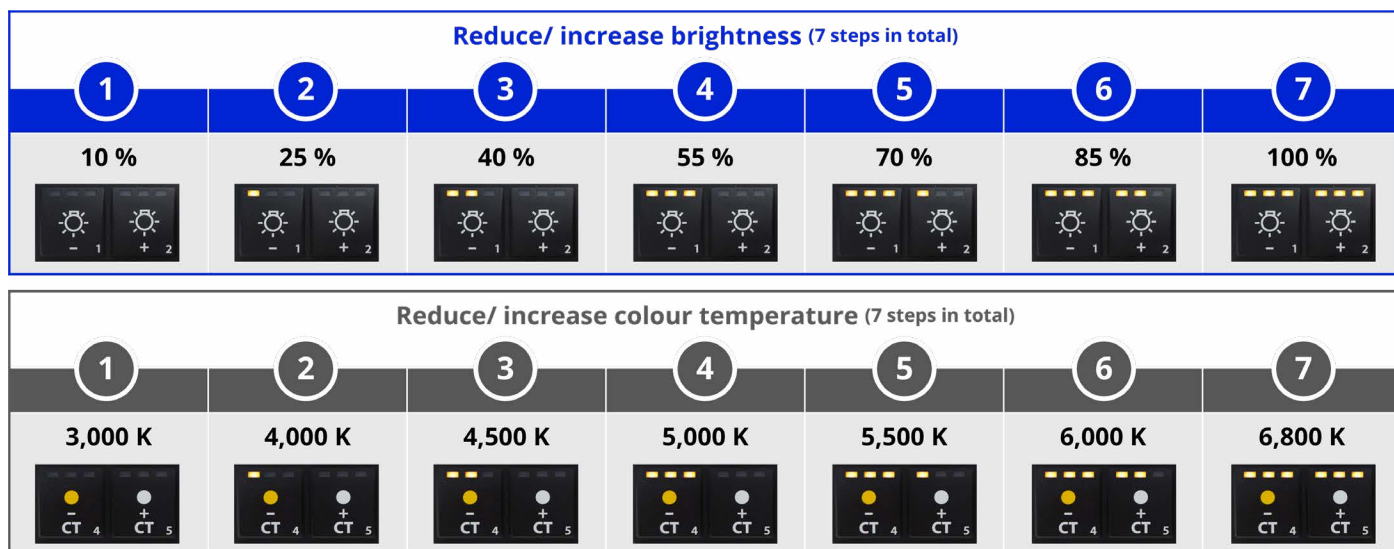 Reduce/ increase brightness (7 steps in total)
1 2 3 4 5 6 7
10 % 25 % 40 % 55 % 70 % 85 % 100 %
- 1 + 2 - 1 + 2 - 1 + 2 - 1 + 2 - 1 + 2 - 1 + 2 - 1 + 2
Reduce/ increase colour temperature (7 steps in total)
1 2 3 4 5 6 7
3,000 K 4,000 K 4,500 K 5,000 K 5,500 K 6,000 K 6,800 K
- + - + - + - + - + - + - +
CT 4 CT 5 CT 4 CT 5 CT 4 CT 5 CT 4 CT 5 CT 4 CT 5 CT 4 CT 5 CT 4 CT 5